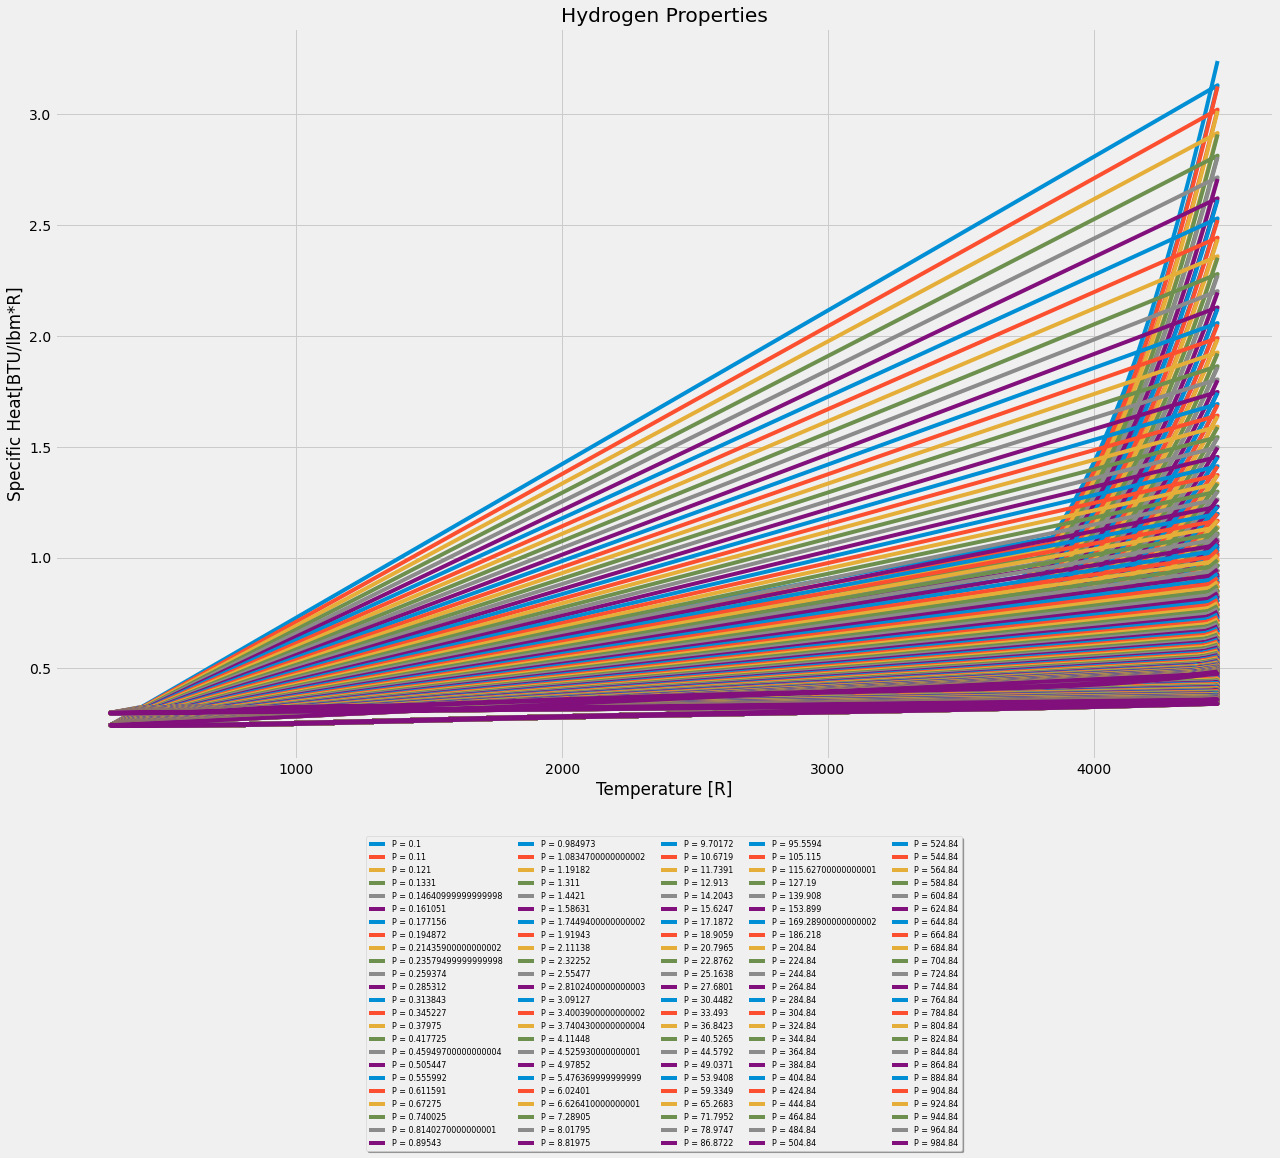 Hydrogen Properties
3.0
2.5
2.0
1.5
1.0
0.5
Specific Heat[BTU/lbm*R]
1000 2000 3000 4000
Temperature [R]
P = 0.1 P = 0.984973 P = 9.70172 P = 95.5594 P = 524.84
P = 0.11 P = 1.0834700000000002 P = 10.6719 P = 105.115 P = 544.84
P = 0.121 P = 1.19182 P = 11.7391 P = 115.62700000000001 P = 564.84
P = 0.1331 P = 1.311 P = 12.913 P = 127.19 P = 584.84
P = 0.14640999999999998 P = 1.4421 P = 14.2043 P = 139.908 P = 604.84
P = 0.161051 P = 1.58631 P = 15.6247 P = 153.899 P = 624.84
P = 0.177156 P = 1.7449400000000002 P = 17.1872 P = 169.28900000000002 P = 644.84
P = 0.194872 P = 1.91943 P = 18.9059 P = 186.218 P = 664.84
P = 0.21435900000000002 P = 2.11138 P = 20.7965 P = 204.84 P = 684.84
P = 0.23579499999999998 P = 2.32252 P = 22.8762 P = 224.84 P = 704.84
P = 0.259374 P = 2.55477 P = 25.1638 P = 244.84 P = 724.84
P = 0.285312 P = 2.8102400000000003 P = 27.6801 P = 264.84 P = 744.84
P = 0.313843 P = 3.09127 P = 30.4482 P = 284.84 P = 764.84
P = 0.345227 P = 3.4003900000000002 P = 33.493 P = 304.84 P = 784.84
P = 0.37975 P = 3.7404300000000004 P = 36.8423 P = 324.84 P = 804.84
P = 0.417725 P = 4.11448 P = 40.5265 P = 344.84 P = 824.84
P = 0.45949700000000004 P = 4.525930000000001 P = 44.5792 P = 364.84 P = 844.84
P = 0.505447 P = 4.97852 P = 49.0371 P = 384.84 P = 864.84
P = 0.555992 P = 5.476369999999999 P = 53.9408 P = 404.84 P = 884.84
P = 0.611591 P = 6.02401 P = 59.3349 P = 424.84 P = 904.84
P = 0.67275 P = 6.626410000000001 P = 65.2683 P = 444.84 P = 924.84
P = 0.740025 P = 7.28905 P = 71.7952 P = 464.84 P = 944.84
P = 0.8140270000000001 P = 8.01795 P = 78.9747 P = 484.84 P = 964.84
P = 0.89543 P = 8.81975 P = 86.8722 P = 504.84 P = 984.84